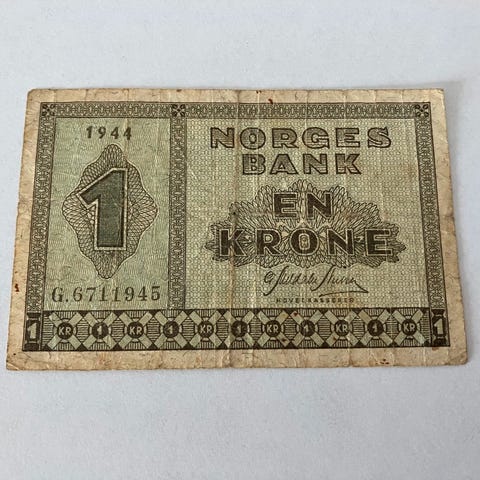 1944
1
G.6711945
NORGES
BANK
EN
KRONE
HOVEDKASSERER
1 KR 1 KR 1 KR 1 KR 1 KR 1 KR 1